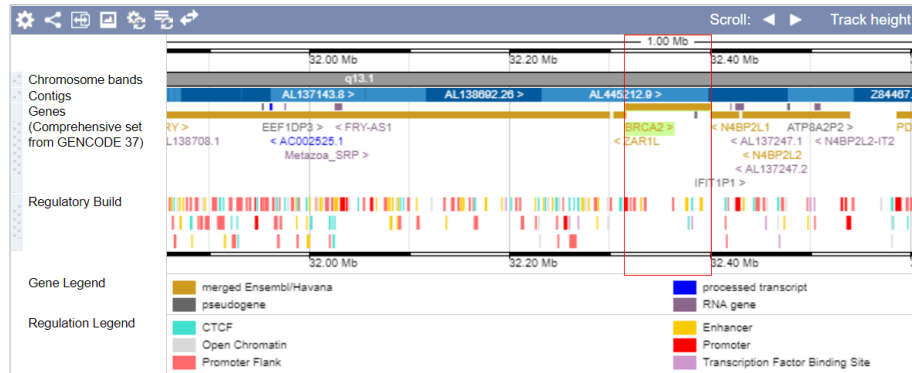 Scroll: Track height
1.00 Mb
32.00 Mb 32.20 Mb 32.40 Mb
Chromosome bands q13.1
Contigs AL137143.8 > AL138692.26 > AL445212.9 > Z84467.
Genes
(Comprehensive set
from GENCODE 37)
RY > EEF1DP3 > < FRY-AS1 BRCA2 > < N4BP2L1 ATP8A2P2 > PD
L138708.1 < AC002525.1 < ZAR1L < AL137247.1 < N4BP2L2-IT2
Metazoa_SRP > < N4BP2L2
< AL137247.2
IFIT1P1 >
Regulatory Build
32.00 Mb 32.20 Mb 32.40 Mb
Gene Legend merged Ensembl/Havana processed transcript
pseudogene RNA gene
Regulation Legend CTCF Enhancer
Open Chromatin Promoter
Promoter Flank Transcription Factor Binding Site